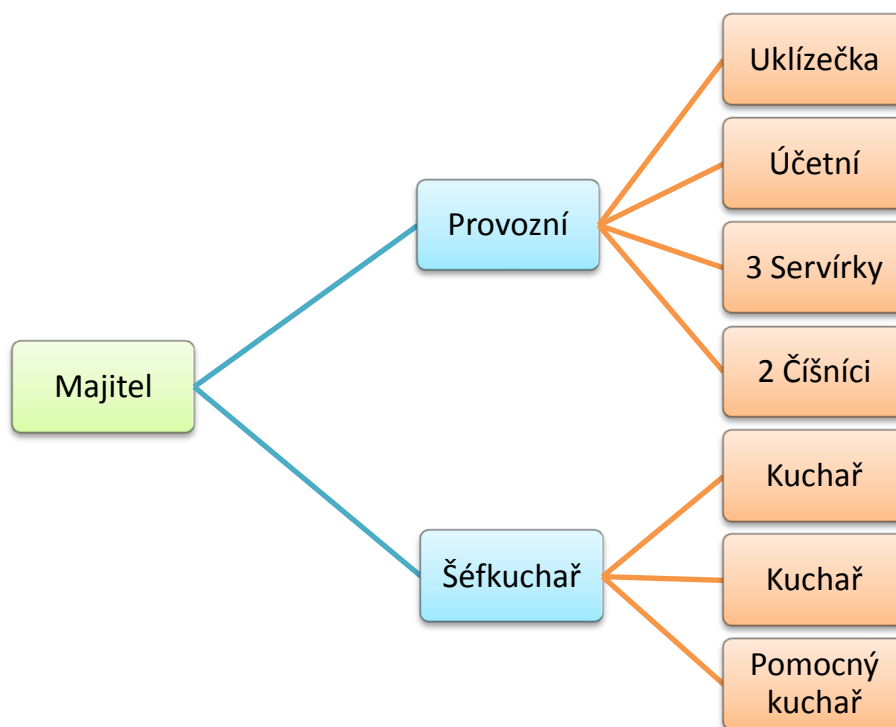 Majitel
Provozní
Šéfkuchař
Uklízečka
Účetní
3 Servírky
2 Číšníci
Kuchař
Kuchař
Pomocný
kuchař